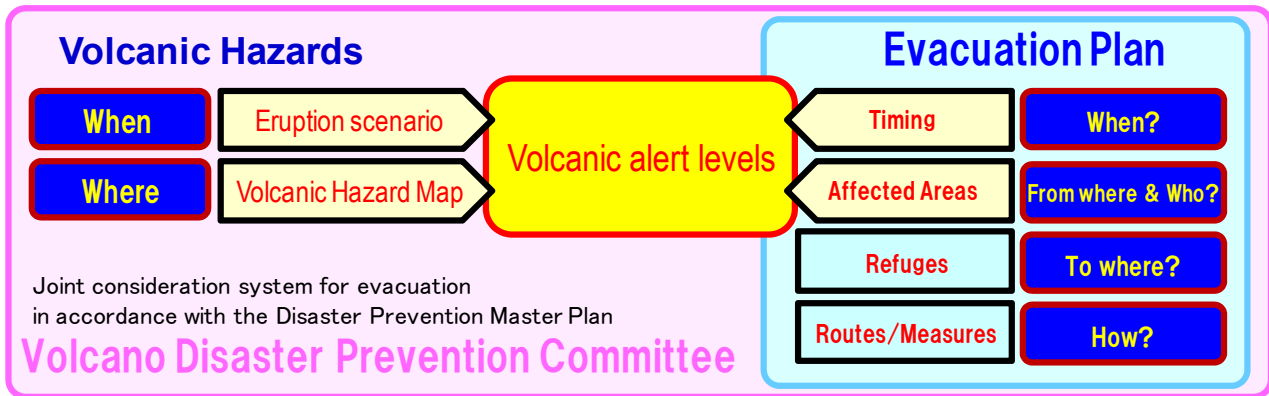 Volcanic Hazards
When
Eruption scenario
Where
Volcanic Hazard Map
Volcanic alert levels
Evacuation Plan
Timing
When?
Affected Areas
From where & Who?
Refuges
To where?
Routes/Measures
How?
Joint consideration system for evacuation
in accordance with the Disaster Prevention Master Plan
Volcano Disaster Prevention Committee